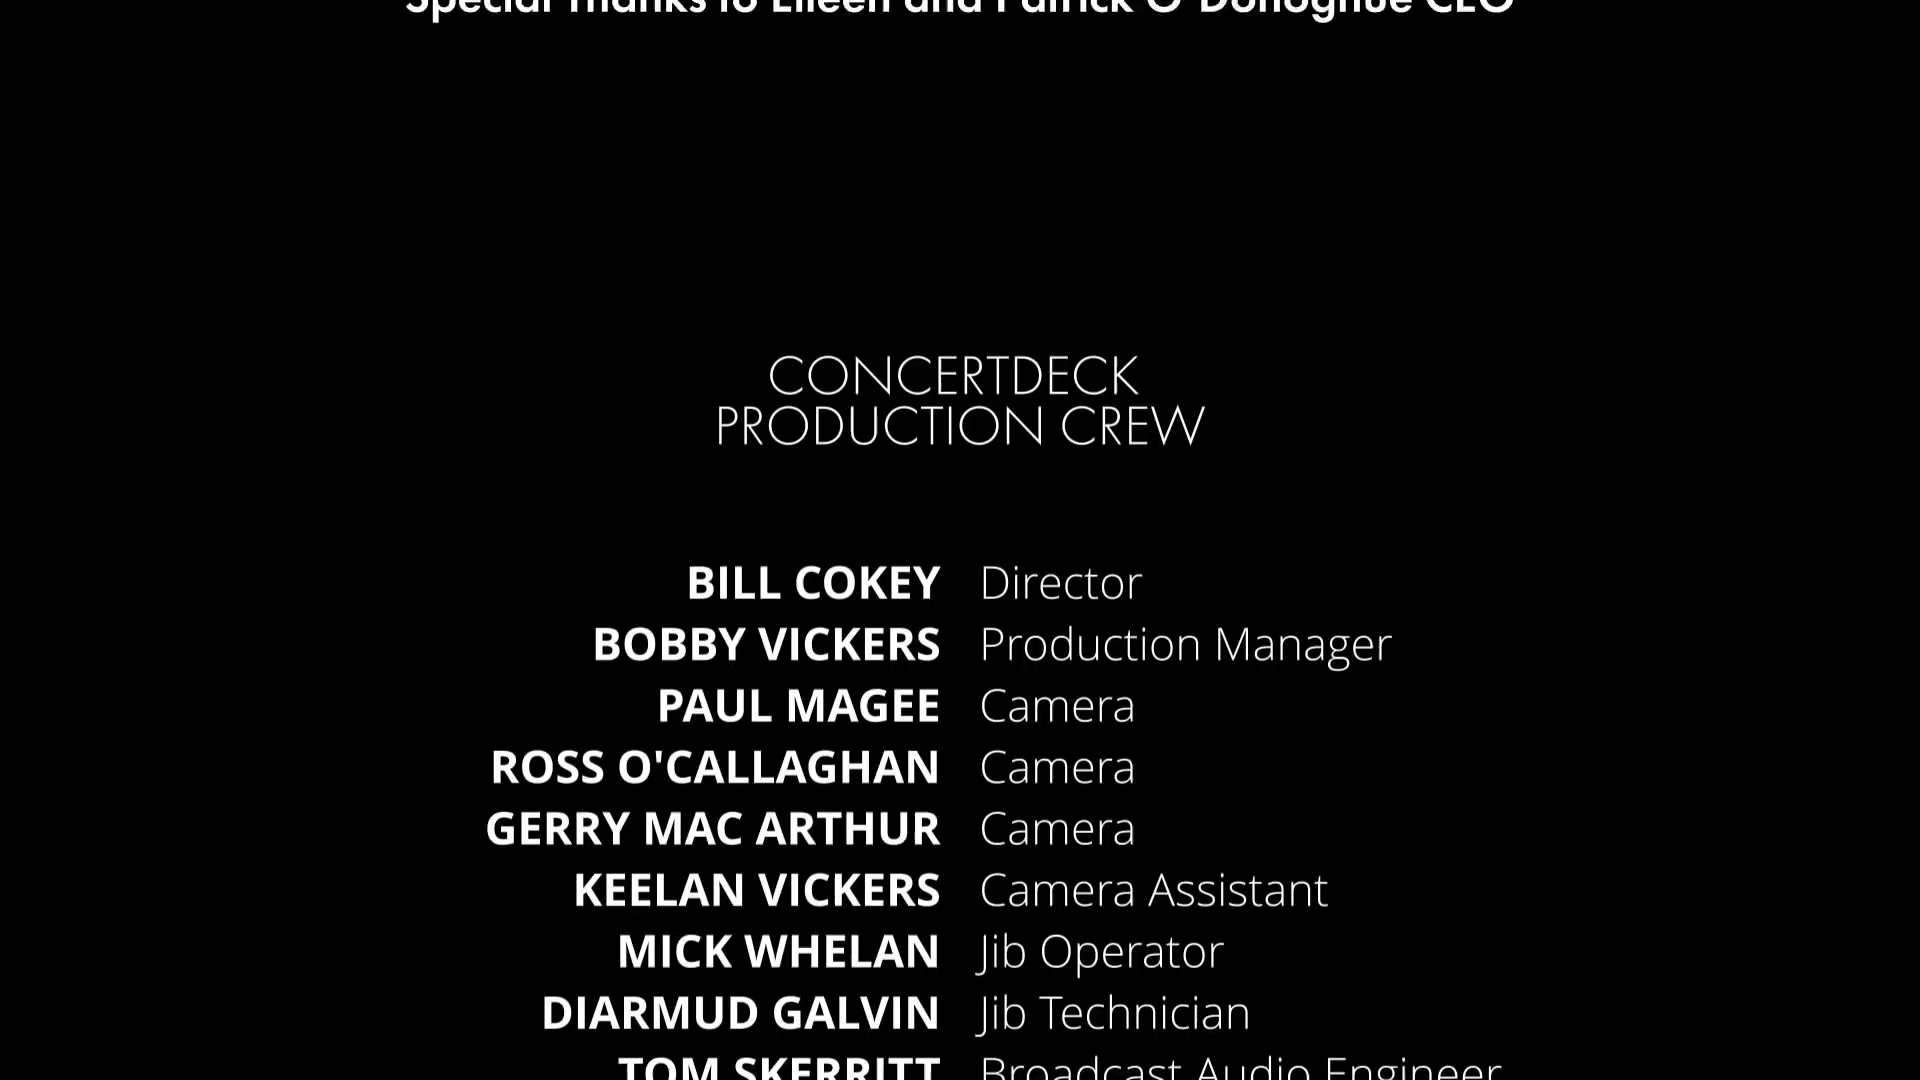 Special Thanks to Eileen and Patrick O'Donoghue CEO
CONCERTDECK
PRODUCTION CREW
BILL COKEY Director
BOBBY VICKERS Production Manager
PAUL MAGEE Camera
ROSS O'CALLAGHAN Camera
GERRY MAC ARTHUR Camera
KEELAN VICKERS Camera Assistant
MICK WHELAN Jib Operator
DIARMUD GALVIN Jib Technician
TOM SKERRITT Broadcast Audio Engineer